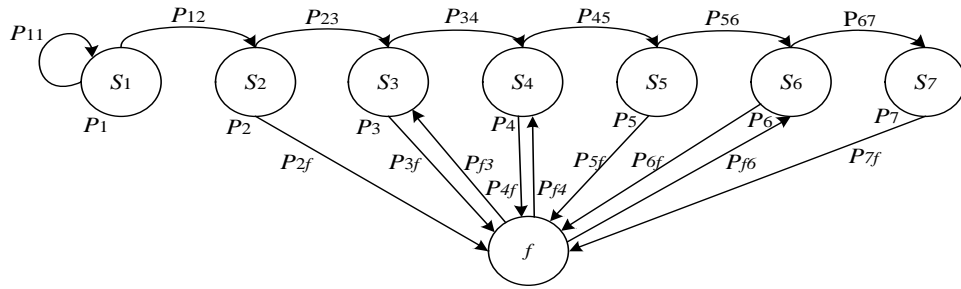 P12 P23 P34 P45 P56 P67
P11
S1 S2 S3 S4 S5 S6 S7
P1 P2 P3 P4 P5 P6 P7
P2f P3f Pf3 P4f Pf4 P5f P6f Pf6 P7f
f